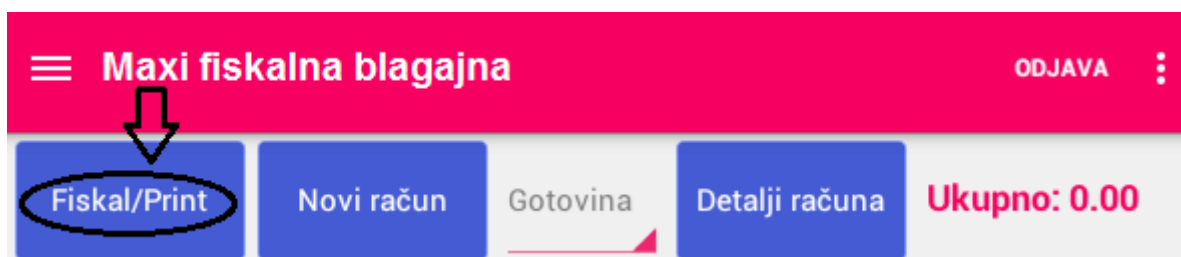 Maxi fiskalna blagajna ODJAVA
Fiskal/Print Novi račun Gotovina Detalji računa Ukupno: 0.00